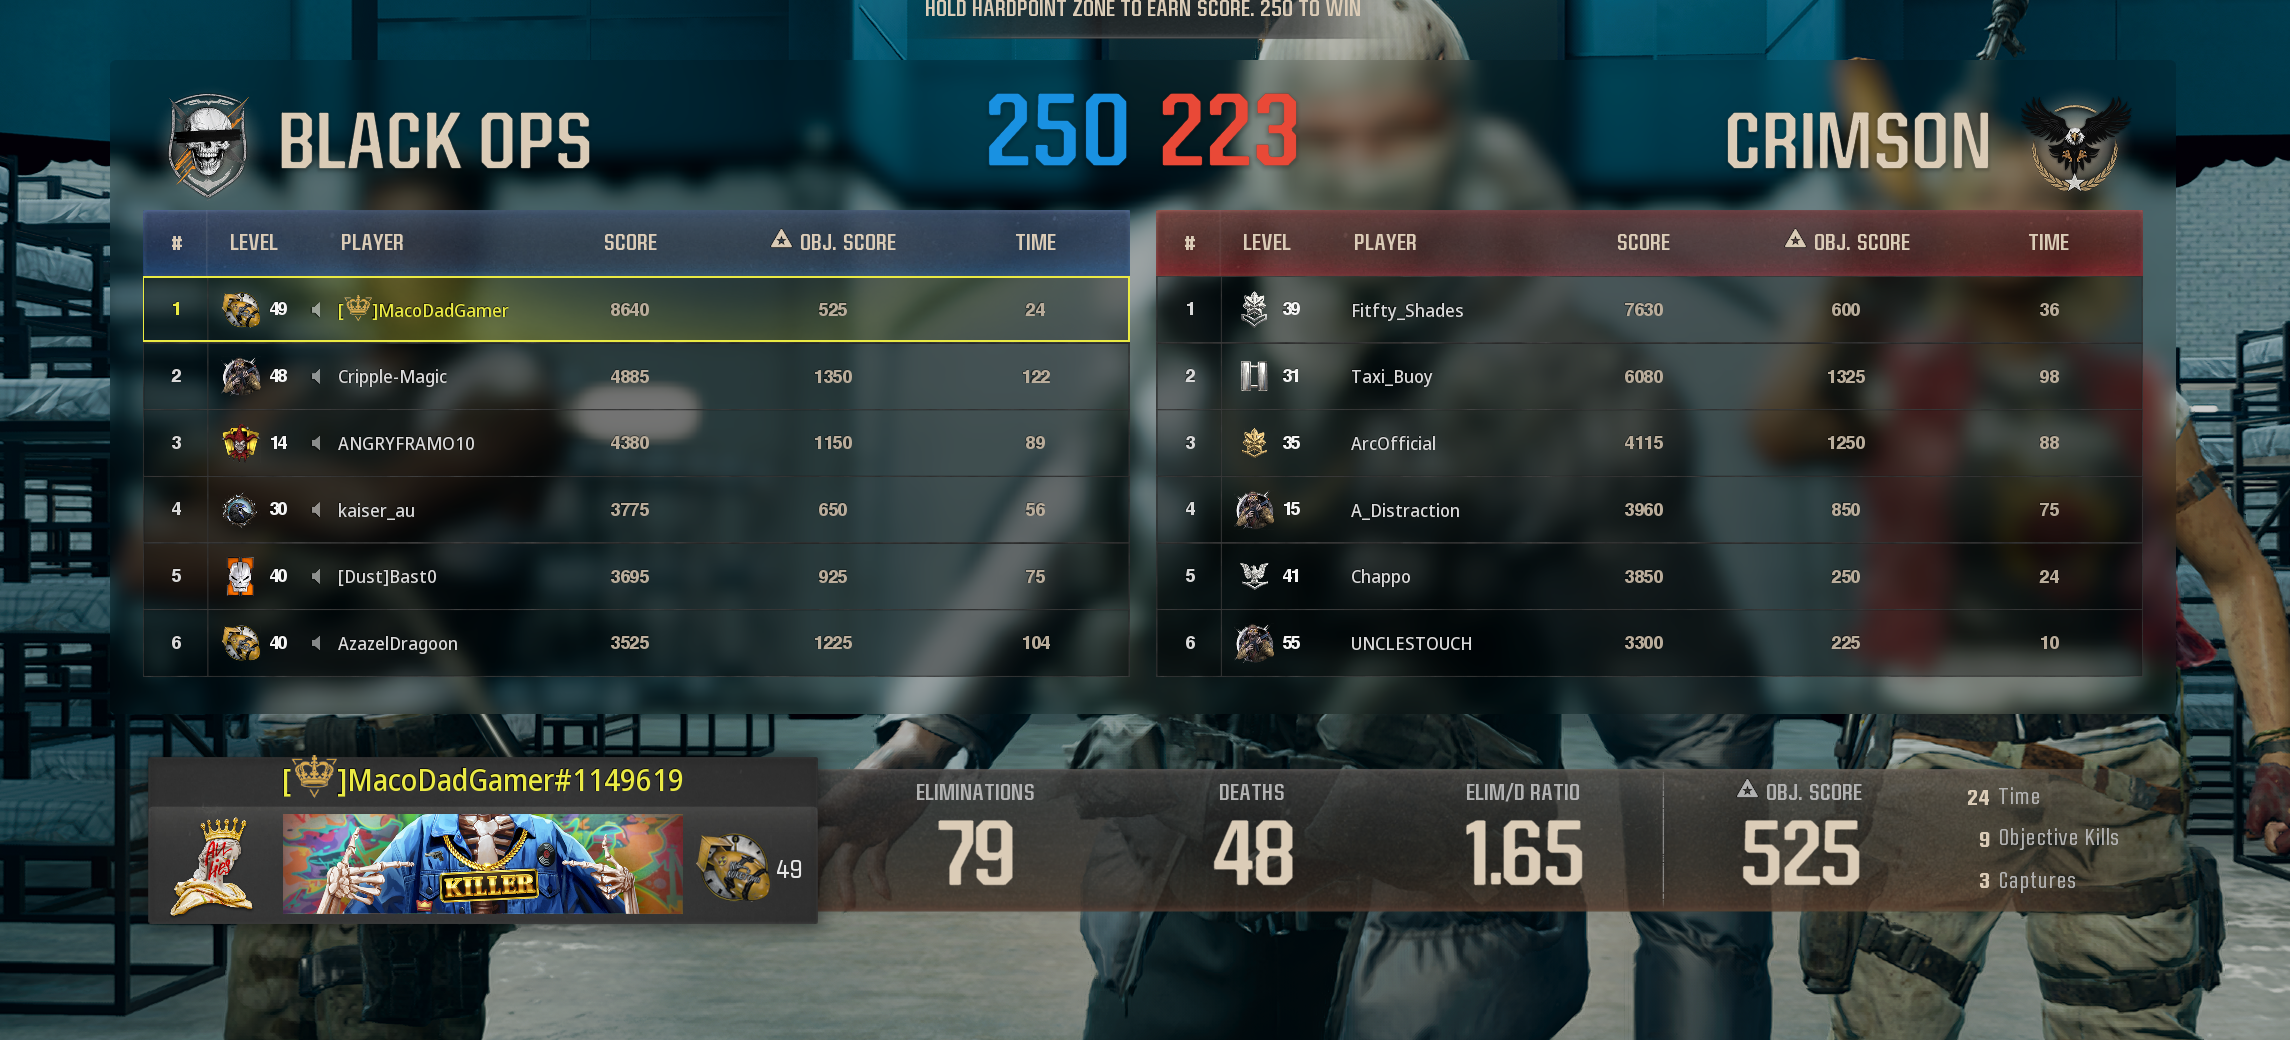 HOLD HARDPOINT ZONE TO EARN SCORE. 250 TO WIN
BLACK OPS
250 223
CRIMSON
# LEVEL PLAYER SCORE OBJ. SCORE TIME
1 49 []MacoDadGamer 8640 525 24
2 48 Cripple-Magic 4885 1350 122
3 14 ANGRYFRAMO10 4380 1150 89
4 30 kaiser_au 3775 650 56
5 40 [Dust]Bast0 3695 925 75
6 40 AzazelDragoon 3525 1225 104
# LEVEL PLAYER SCORE OBJ. SCORE TIME
1 39 Fitfty_Shades 7630 600 36
2 31 Taxi_Buoy 6080 1325 98
3 35 ArcOfficial 4115 1250 88
4 15 A_Distraction 3960 850 75
5 41 Chappo 3850 250 24
6 55 UNCLESTOUCH 3300 225 10
[]MacoDadGamer#1149619
KILLER
49
ELIMINATIONS
79
DEATHS
48
ELIM/D RATIO
1.65
OBJ. SCORE
525
24 Time
9 Objective Kills
3 Captures